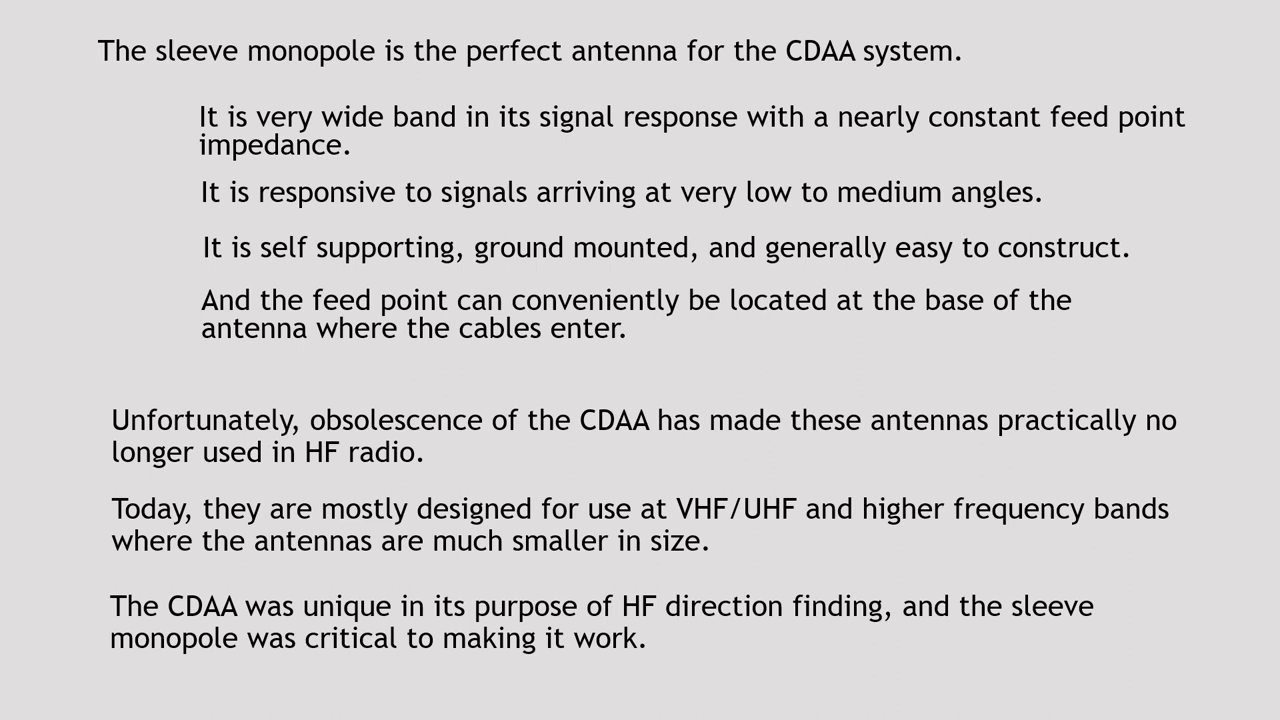 The sleeve monopole is the perfect antenna for the CDAA system.
It is very wide band in its signal response with a nearly constant feed point
impedance.
It is responsive to signals arriving at very low to medium angles.
It is self supporting, ground mounted, and generally easy to construct.
And the feed point can conveniently be located at the base of the
antenna where the cables enter.
Unfortunately, obsolescence of the CDAA has made these antennas practically no
longer used in HF radio.
Today, they are mostly designed for use at VHF/UHF and higher frequency bands
where the antennas are much smaller in size.
The CDAA was unique in its purpose of HF direction finding, and the sleeve
monopole was critical to making it work.